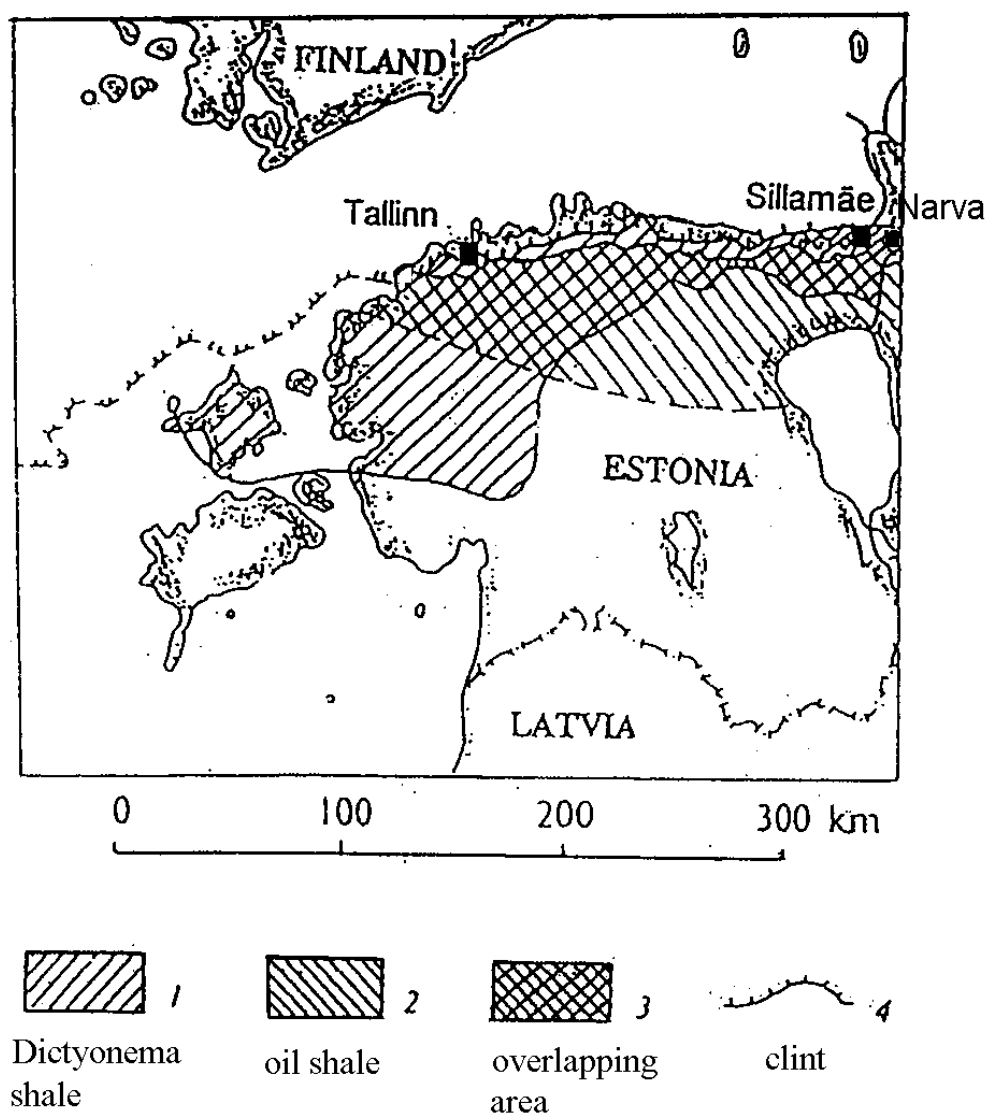 FINLAND
Tallinn
Sillamäe
Narva
ESTONIA
LATVIA
0 100 200 300 km
1 2 3 4
Dictyonema shale
oil shale
overlapping area
clint